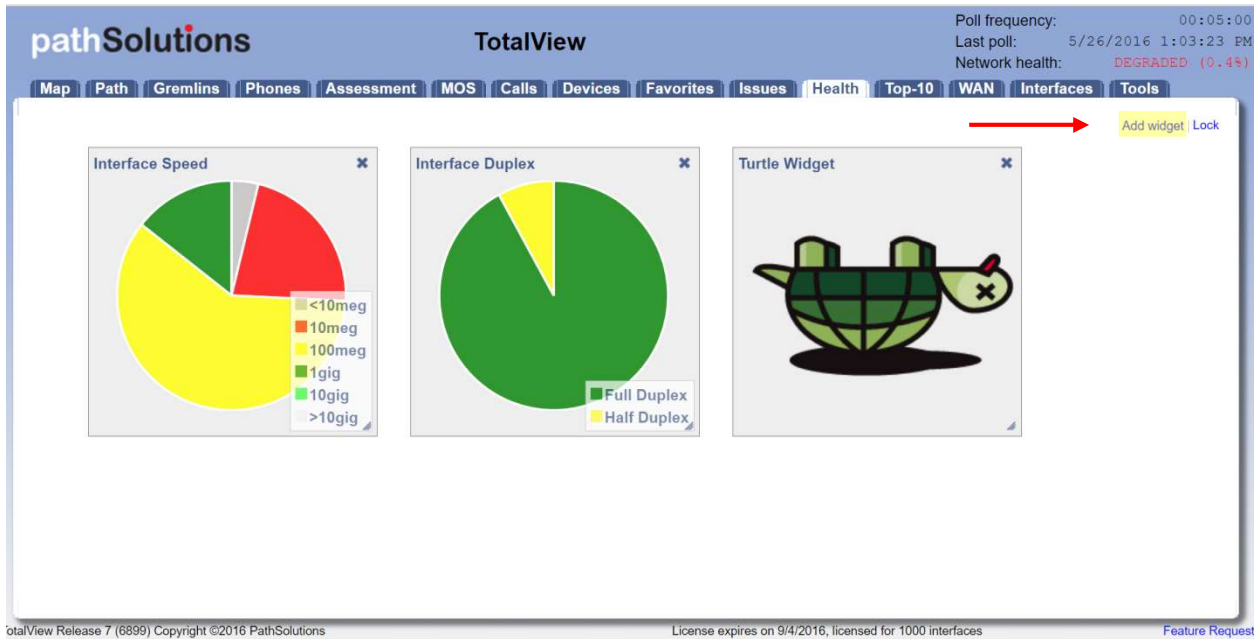 pathSolutions
TotalView
Poll frequency: 00:05:00
Last poll: 5/26/2016 1:03:23 PM
Network health: DEGRADED (0.4%)
Map Path Gremlins Phones Assessment MOS Calls Devices Favorites Issues Health Top-10 WAN Interfaces Tools
Add widget | Lock
Interface Speed
<10meg
10meg
100meg
1gig
10gig
>10gig
Interface Duplex
Full Duplex
Half Duplex
Turtle Widget
otalView Release 7 (6899) Copyright ©2016 PathSolutions
License expires on 9/4/2016, licensed for 1000 interfaces
Feature Request